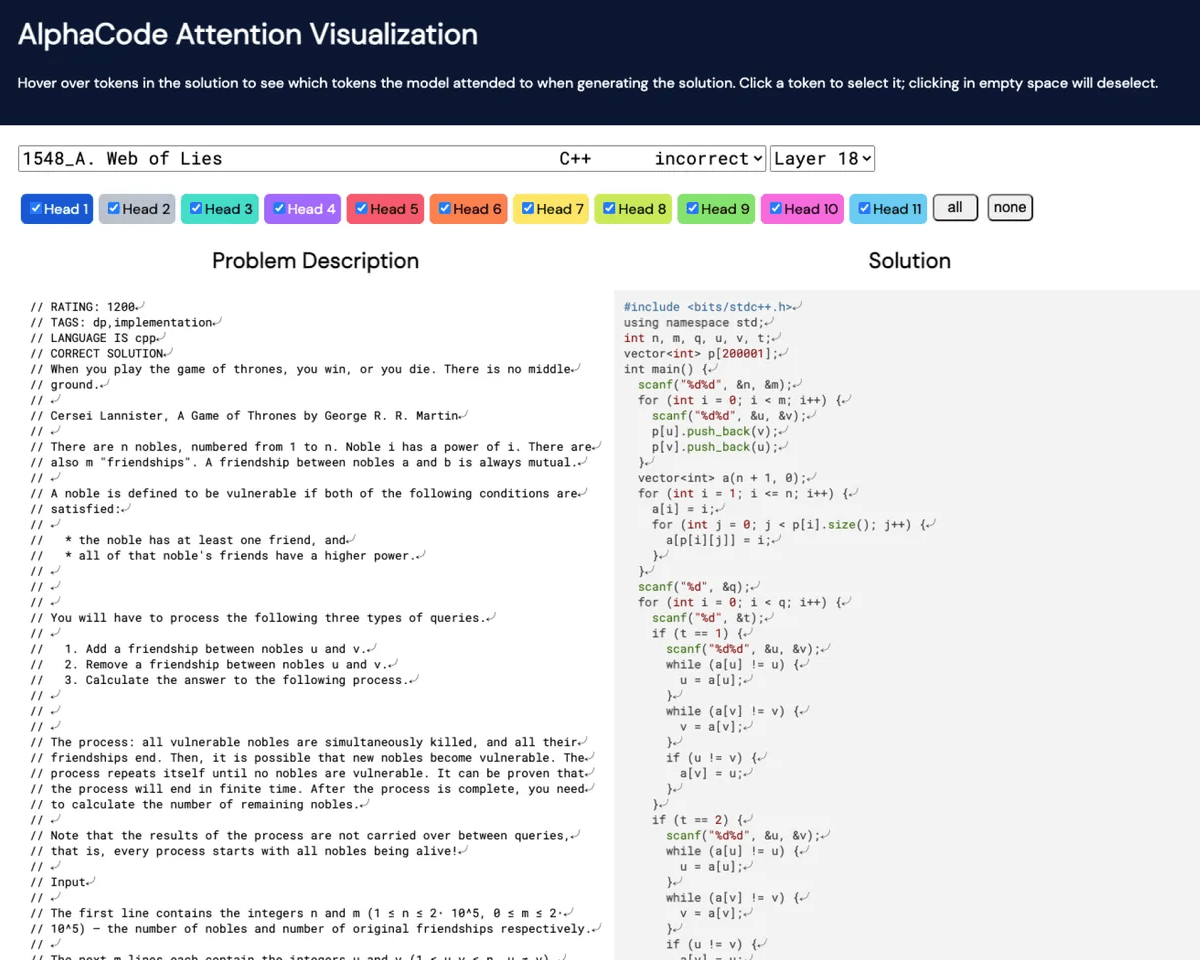 AlphaCode Attention Visualization
Hover over tokens in the solution to see which tokens the model attended to when generating the solution. Click a token to select it; clicking in empty space will deselect.
1548_A. Web of Lies C++ incorrect Layer 18
Head 1 Head 2 Head 3 Head 4 Head 5 Head 6 Head 7 Head 8 Head 9 Head 10 Head 11 all none
Problem Description
// RATING: 1200⤶
// TAGS: dp,implementation⤶
// LANGUAGE IS cpp⤶
// CORRECT SOLUTION⤶
// When you play the game of thrones, you win, or you die. There is no middle⤶
// ground.⤶
// ⤶
// Cersei Lannister, A Game of Thrones by George R. R. Martin⤶
// ⤶
// There are n nobles, numbered from 1 to n. Noble i has a power of i. There are⤶
// also m "friendships". A friendship between nobles a and b is always mutual.⤶
// ⤶
// A noble is defined to be vulnerable if both of the following conditions are⤶
// satisfied:⤶
// ⤶
//   * the noble has at least one friend, and⤶
//   * all of that noble's friends have a higher power.⤶
// ⤶
// ⤶
// ⤶
// You will have to process the following three types of queries.⤶
// ⤶
//   1. Add a friendship between nobles u and v.⤶
//   2. Remove a friendship between nobles u and v.⤶
//   3. Calculate the answer to the following process.⤶
// ⤶
// ⤶
// ⤶
// The process: all vulnerable nobles are simultaneously killed, and all their⤶
// friendships end. Then, it is possible that new nobles become vulnerable. The⤶
// process repeats itself until no nobles are vulnerable. It can be proven that⤶
// the process will end in finite time. After the process is complete, you need⤶
// to calculate the number of remaining nobles.⤶
// ⤶
// Note that the results of the process are not carried over between queries,⤶
// that is, every process starts with all nobles being alive!⤶
// ⤶
// Input⤶
// ⤶
// The first line contains the integers n and m (1 ≤ n ≤ 2⋅ 10^5, 0 ≤ m ≤ 2⋅⤶
// 10^5) — the number of nobles and number of original friendships respectively.⤶
// ⤶
// The next m lines each contain the integers u and v (1 ≤ u,v ≤ n, u ≠ v),⤶
Solution
#include <bits/stdc++.h>⤶
using namespace std;⤶
int n, m, q, u, v, t;⤶
vector<int> p[200001];⤶
int main() {⤶
  scanf("%d%d", &n, &m);⤶
  for (int i = 0; i < m; i++) {⤶
    scanf("%d%d", &u, &v);⤶
    p[u].push_back(v);⤶
    p[v].push_back(u);⤶
  }⤶
  vector<int> a(n + 1, 0);⤶
  for (int i = 1; i <= n; i++) {⤶
    a[i] = i;⤶
    for (int j = 0; j < p[i].size(); j++) {⤶
      a[p[i][j]] = i;⤶
    }⤶
  }⤶
  scanf("%d", &q);⤶
  for (int i = 0; i < q; i++) {⤶
    scanf("%d", &t);⤶
    if (t == 1) {⤶
      scanf("%d%d", &u, &v);⤶
      while (a[u] != u) {⤶
        u = a[u];⤶
      }⤶
      while (a[v] != v) {⤶
        v = a[v];⤶
      }⤶
      if (u != v) {⤶
        a[v] = u;⤶
      }⤶
    }⤶
    if (t == 2) {⤶
      scanf("%d%d", &u, &v);⤶
      while (a[u] != u) {⤶
        u = a[u];⤶
      }⤶
      while (a[v] != v) {⤶
        v = a[v];⤶
      }⤶
      if (u != v) {⤶
        a[v] = u;⤶